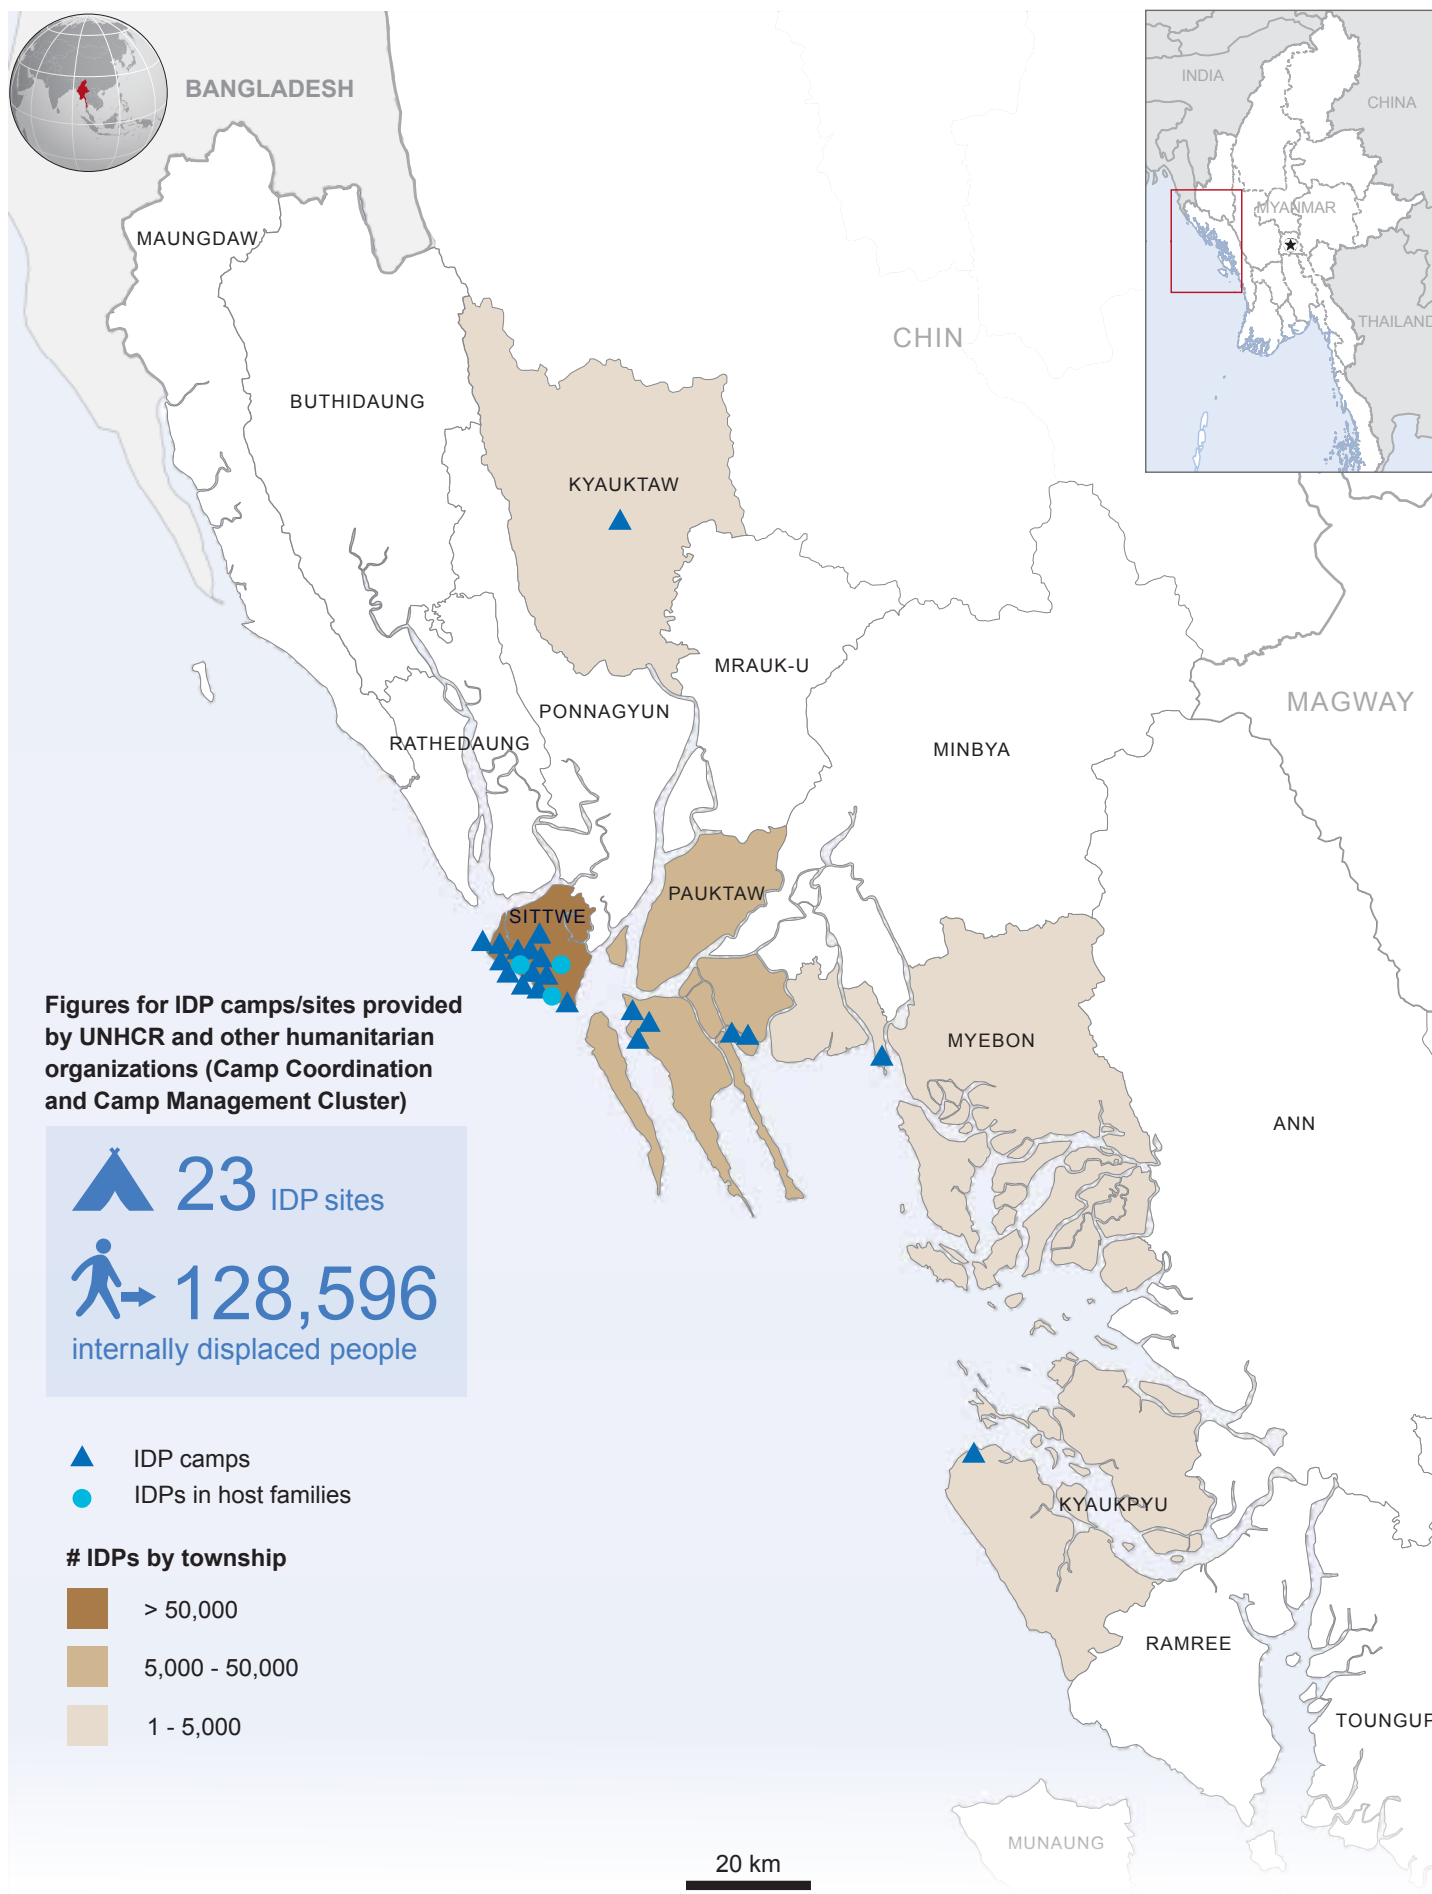 BANGLADESH
INDIA
CHINA
MYANMAR
THAILAND
MAUNGDAW
CHIN
BUTHIDAUNG
KYAUKTAW
MRAUK-U
MAGWAY
PONNAGYUN
RATHEDAUNG
MINBYA
PAUKTAW
SITTWE
Figures for IDP camps/sites provided
by UNHCR and other humanitarian
organizations (Camp Coordination
and Camp Management Cluster)
MYEBON
ANN
23 IDP sites
128,596
internally displaced people
IDP camps
IDPs in host families
KYAUKPYU
# IDPs by township
> 50,000
5,000 - 50,000
1 - 5,000
RAMREE
TOUNGUP
MUNAUNG
20 km